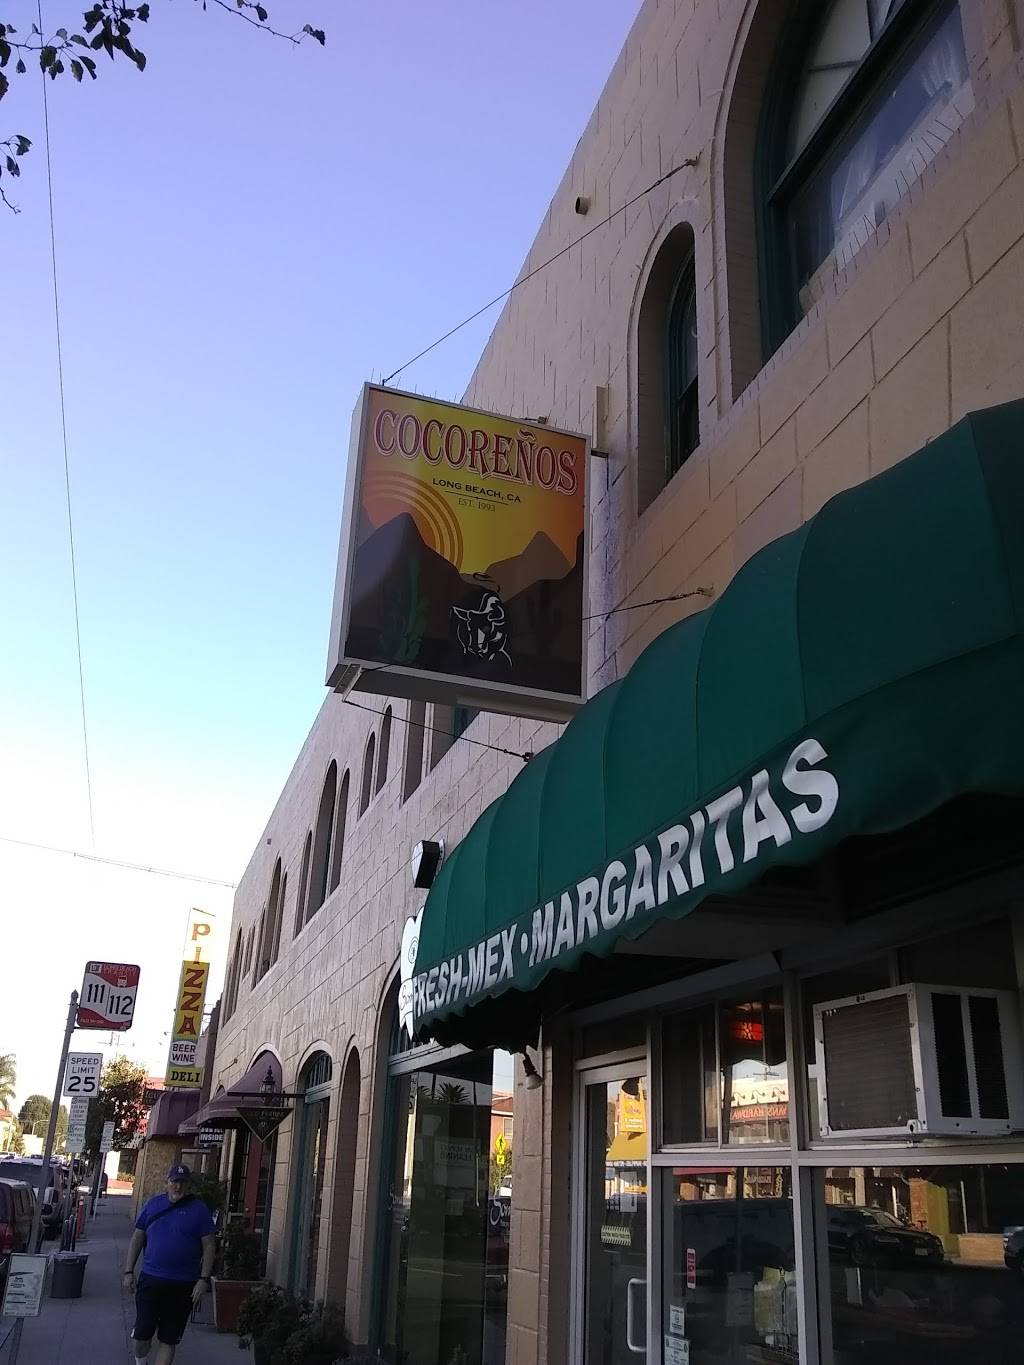 COCOREÑOS
LONG BEACH, CA
EST. 1993
FRESH-MEX • MARGARITAS
PIZZA
BEER
WINE
DELI
111 112
SPEED
LIMIT
25
INSIDE